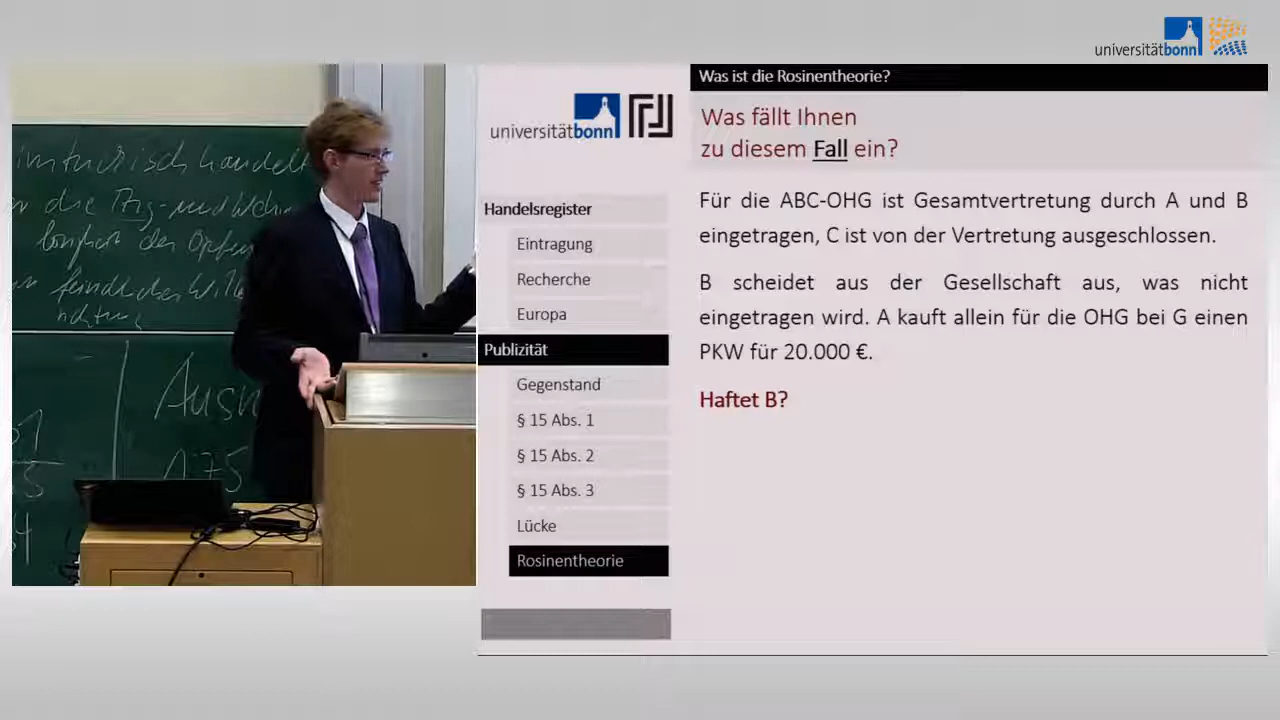 universitätbonn
Was ist die Rosinentheorie?
universitätbonn
Was fällt Ihnen
zu diesem Fall ein?
Handelsregister
Eintragung
Recherche
Europa
Publizität
Gegenstand
§ 15 Abs. 1
§ 15 Abs. 2
§ 15 Abs. 3
Lücke
Rosinentheorie
Für die ABC-OHG ist Gesamtvertretung durch A und B
eingetragen, C ist von der Vertretung ausgeschlossen.
B scheidet aus der Gesellschaft aus, was nicht
eingetragen wird. A kauft allein für die OHG bei G einen
PKW für 20.000 €.
Haftet B?